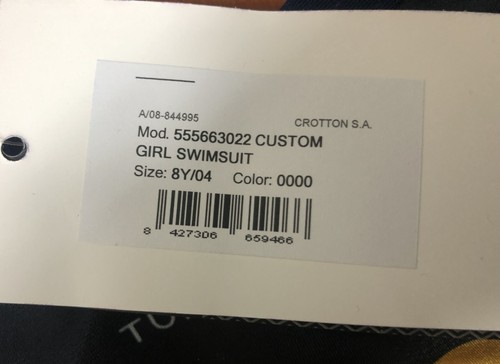 A/08-844995 CROTTON S.A.
Mod. 555663022 CUSTOM
GIRL SWIMSUIT
Size: 8Y/04 Color: 0000
8 427306 659466